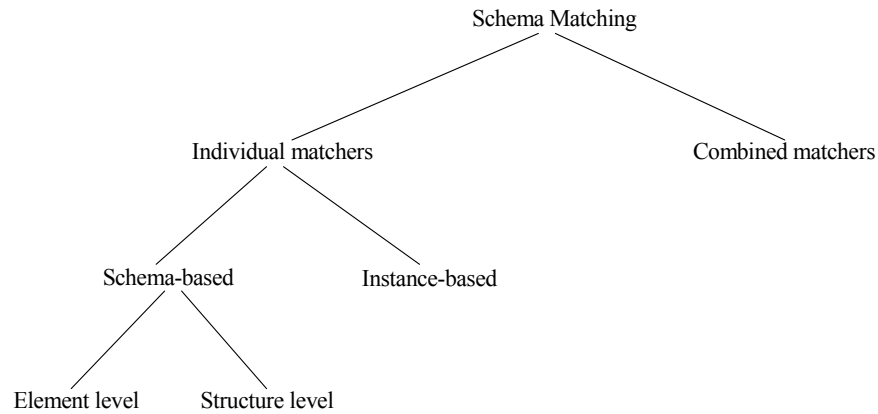 Schema Matching
Individual matchers
Combined matchers
Schema-based
Instance-based
Element level
Structure level